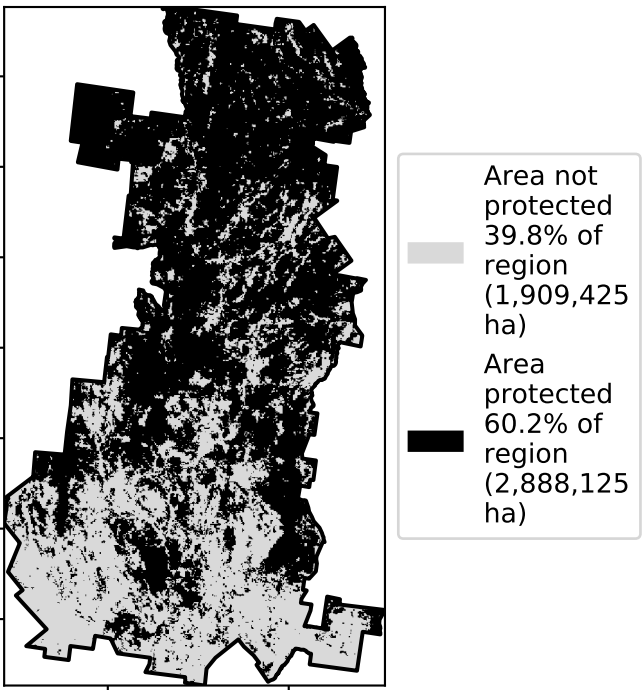 Area not
protected
39.8% of
region
(1,909,425
ha)
Area
protected
60.2% of
region
(2,888,125
ha)